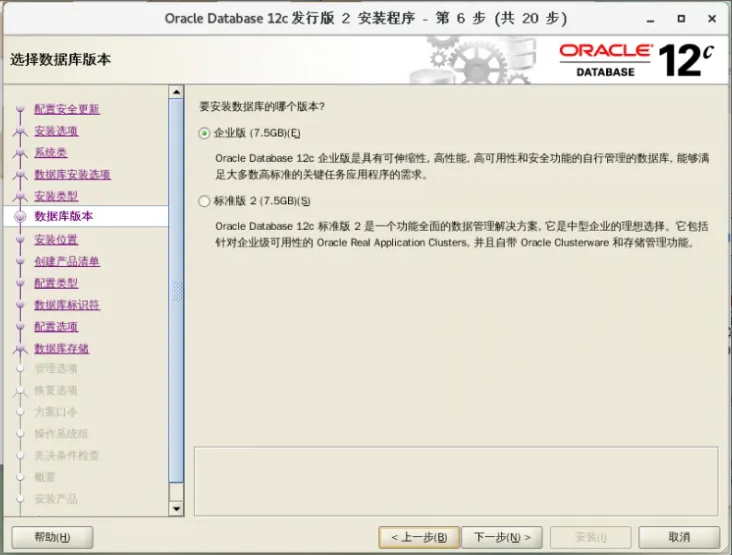 Oracle Database 12c 发行版 2 安装程序 - 第 6 步 (共 20 步)
选择数据库版本
ORACLE
DATABASE
12c
配置安全更新
安装选项
系统类
数据库安装选项
安装类型
数据库版本
安装位置
创建产品清单
配置类型
数据库标识符
配置选项
数据库存储
管理选项
恢复选项
方案口令
操作系统组
先决条件检查
概要
安装产品
要安装数据库的哪个版本?
企业版 (7.5GB)(E)
Oracle Database 12c 企业版是具有可伸缩性, 高性能, 高可用性和安全功能的自行管理的数据库, 能够满
足大多数高标准的关键任务应用程序的需求。
标准版 2 (7.5GB)(S)
Oracle Database 12c 标准版 2 是一个功能全面的数据管理解决方案, 它是中型企业的理想选择。它包括
针对企业级可用性的 Oracle Real Application Clusters, 并且自带 Oracle Clusterware 和存储管理功能。
帮助(H)
< 上一步(B)
下一步(N) >
安装(I)
取消